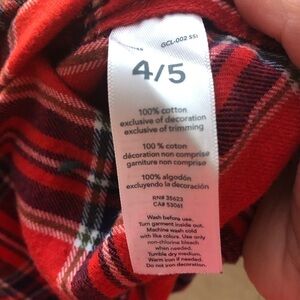 GCL-002 SS1
4/5
100% cotton
exclusive of decoration
exclusive of trimming
100 % coton
décoration non comprise
garniture non comprise
100% algodón
excluyendo la decoración
RN# 35623
CA# 53061
Wash before use.
Turn garment inside out.
Machine wash cold
with like colors. Use only
non-chlorine bleach
when needed.
Tumble dry medium.
Warm iron if needed.
Do not iron decoration.